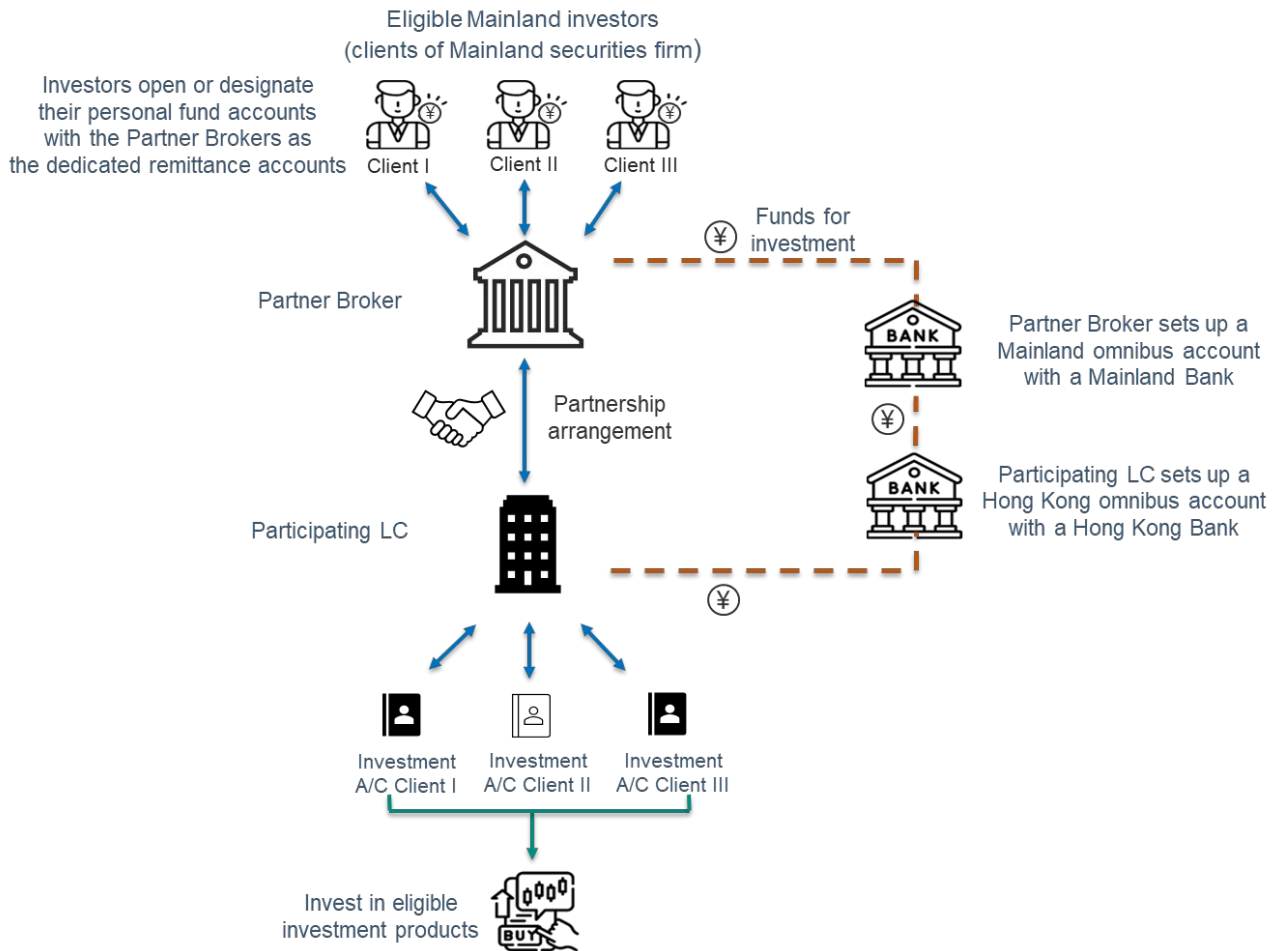 Eligible Mainland investors
(clients of Mainland securities firm)
Investors open or designate
their personal fund accounts
with the Partner Brokers as
the dedicated remittance accounts
¥
¥
¥
Client I
Client II
Client III
¥
Funds for
investment
Partner Broker
BANK
Partner Broker sets up a
Mainland omnibus account
with a Mainland Bank
Partnership
arrangement
¥
BANK
Participating LC sets up a
Hong Kong omnibus account
with a Hong Kong Bank
Participating LC
¥
Investment
A/C Client I
Investment
A/C Client II
Investment
A/C Client III
Invest in eligible
investment products
BUY